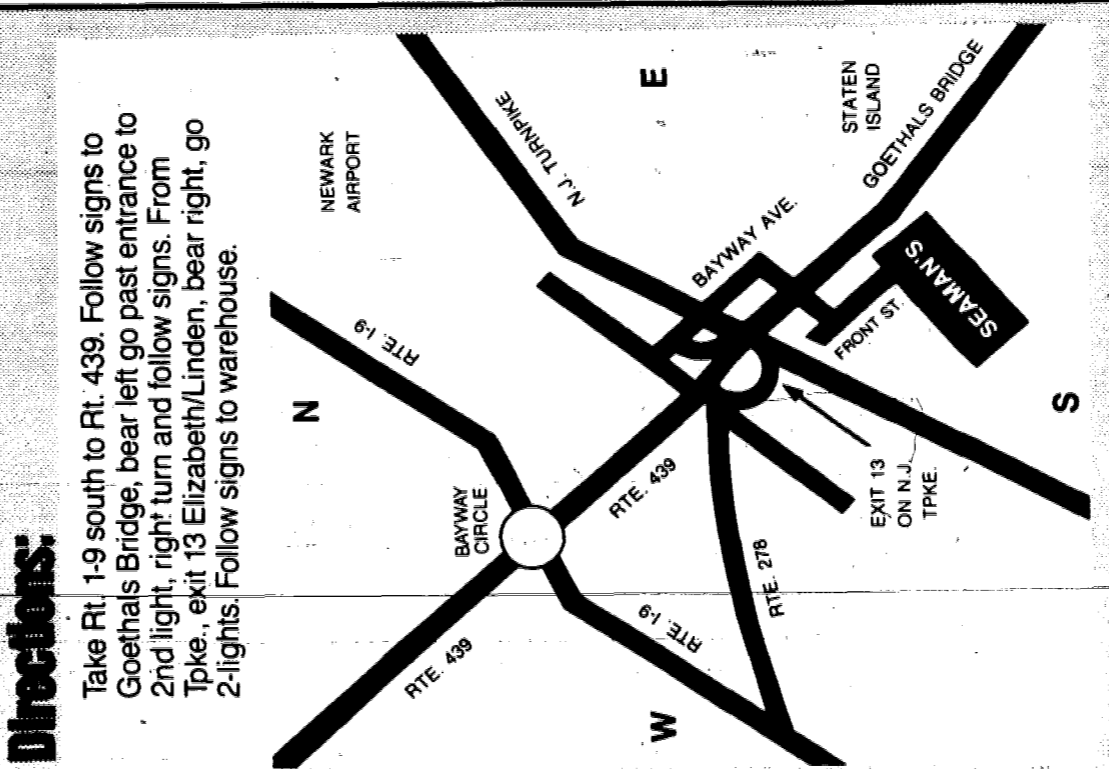 Directions:
Take Rt. 1-9 south to Rt. 439. Follow signs to
Goethals Bridge, bear left go past entrance to
2nd light, right turn and follow signs. From
Tpke., exit 13 Elizabeth/Linden, bear right, go
2-lights. Follow signs to warehouse.
N
NEWARK
AIRPORT
RTE. 1-9
N.J. TURNPIKE
E
BAYWAY
CIRCLE
STATEN
ISLAND
BAYWAY AVE.
GOETHALS BRIDGE
RTE. 439
RTE. 439
FRONT ST.
SEAMAN'S
RTE. 1-9
W
RTE. 278
EXIT 13
ON N.J.
TPKE.
S